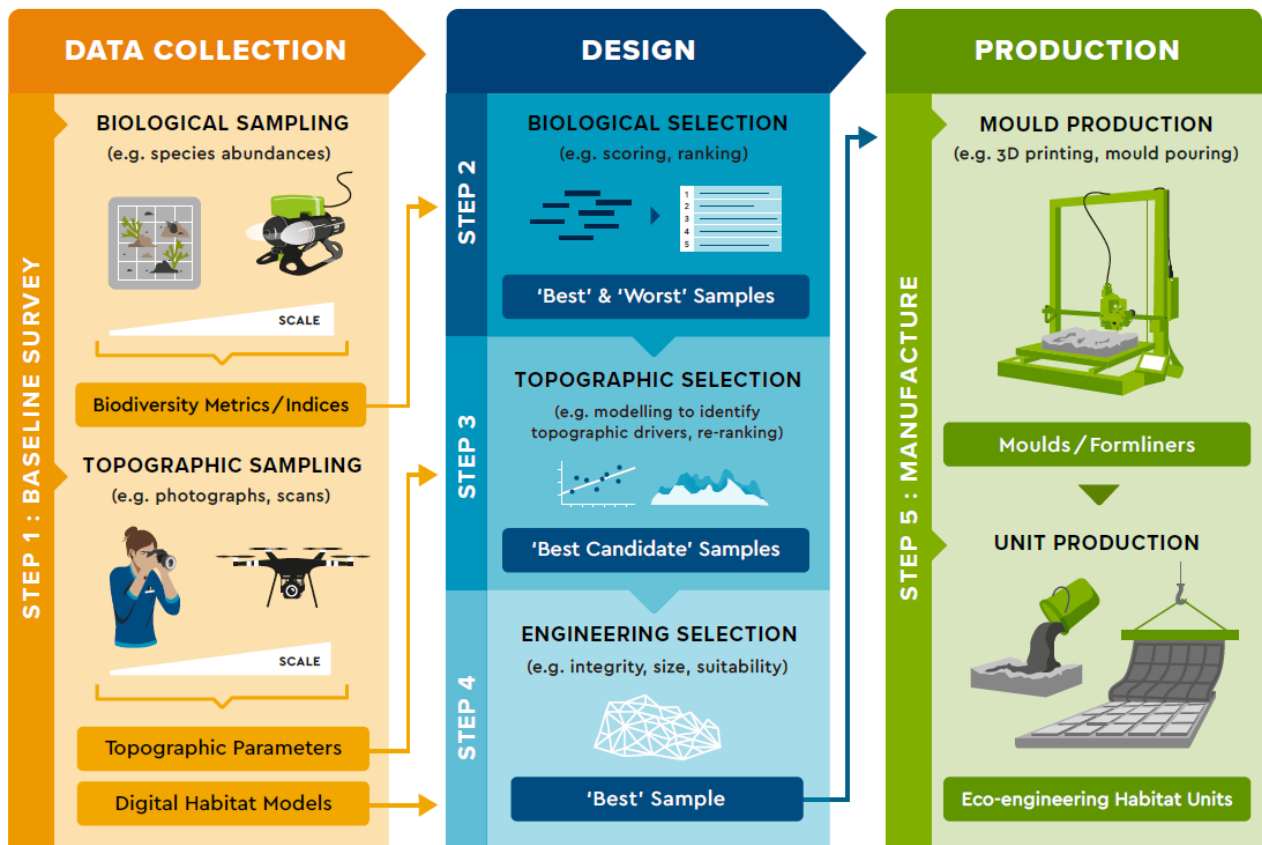 DATA COLLECTION
STEP 1 : BASELINE SURVEY
BIOLOGICAL SAMPLING
(e.g. species abundances)
SCALE
Biodiversity Metrics / Indices
TOPOGRAPHIC SAMPLING
(e.g. photographs, scans)
SCALE
Topographic Parameters
Digital Habitat Models
DESIGN
STEP 2
BIOLOGICAL SELECTION
(e.g. scoring, ranking)
1
2
3
4
5
‘Best’ & ‘Worst’ Samples
STEP 3
TOPOGRAPHIC SELECTION
(e.g. modelling to identify
topographic drivers, re-ranking)
‘Best Candidate’ Samples
STEP 4
ENGINEERING SELECTION
(e.g. integrity, size, suitability)
‘Best’ Sample
PRODUCTION
STEP 5 : MANUFACTURE
MOULD PRODUCTION
(e.g. 3D printing, mould pouring)
Moulds / Formliners
UNIT PRODUCTION
Eco-engineering Habitat Units